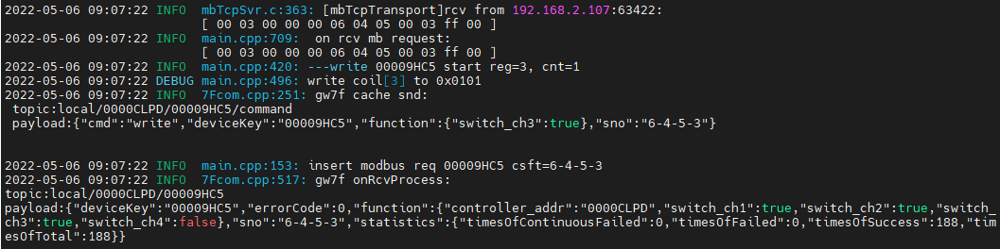 2022-05-06 09:07:22 INFO  mbTcpSvr.c:363: [mbTcpTransport]rcv from 192.168.2.107:63422:
[ 00 03 00 00 00 06 04 05 00 03 ff 00 ]
2022-05-06 09:07:22 INFO  main.cpp:709:  on rcv mb request:
[ 00 03 00 00 00 06 04 05 00 03 ff 00 ]
2022-05-06 09:07:22 INFO  main.cpp:420: ---write 00009HC5 start reg=3, cnt=1
2022-05-06 09:07:22 DEBUG main.cpp:496: write coil[3] to 0x0101
2022-05-06 09:07:22 INFO  7Fcom.cpp:251: gw7f cache snd:
topic:local/0000CLPD/00009HC5/command
payload:{"cmd":"write","deviceKey":"00009HC5","function":{"switch_ch3":true},"sno":"6-4-5-3"}
2022-05-06 09:07:22 INFO  main.cpp:153: insert modbus req 00009HC5 csft=6-4-5-3
2022-05-06 09:07:22 INFO  7Fcom.cpp:517: gw7f onRcvProcess:
topic:local/0000CLPD/00009HC5
payload:{"deviceKey":"00009HC5","errorCode":0,"function":{"controller_addr":"0000CLPD","switch_ch1":true,"switch_ch2":true,"switch_
ch3":true,"switch_ch4":false},"sno":"6-4-5-3","statistics":{"timesOfContinuousFailed":0,"timesOfFailed":0,"timesOfSuccess":188,"tim
esOfTotal":188}}